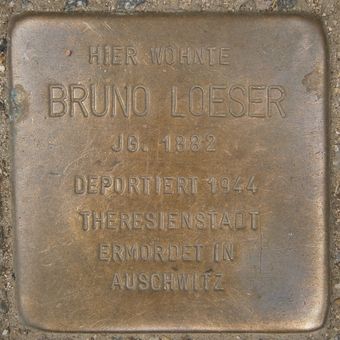 HIER WOHNTE
BRUNO LOESER
JG. 1882
DEPORTIERT 1944
THERESIENSTADT
ERMORDET IN
AUSCHWITZ